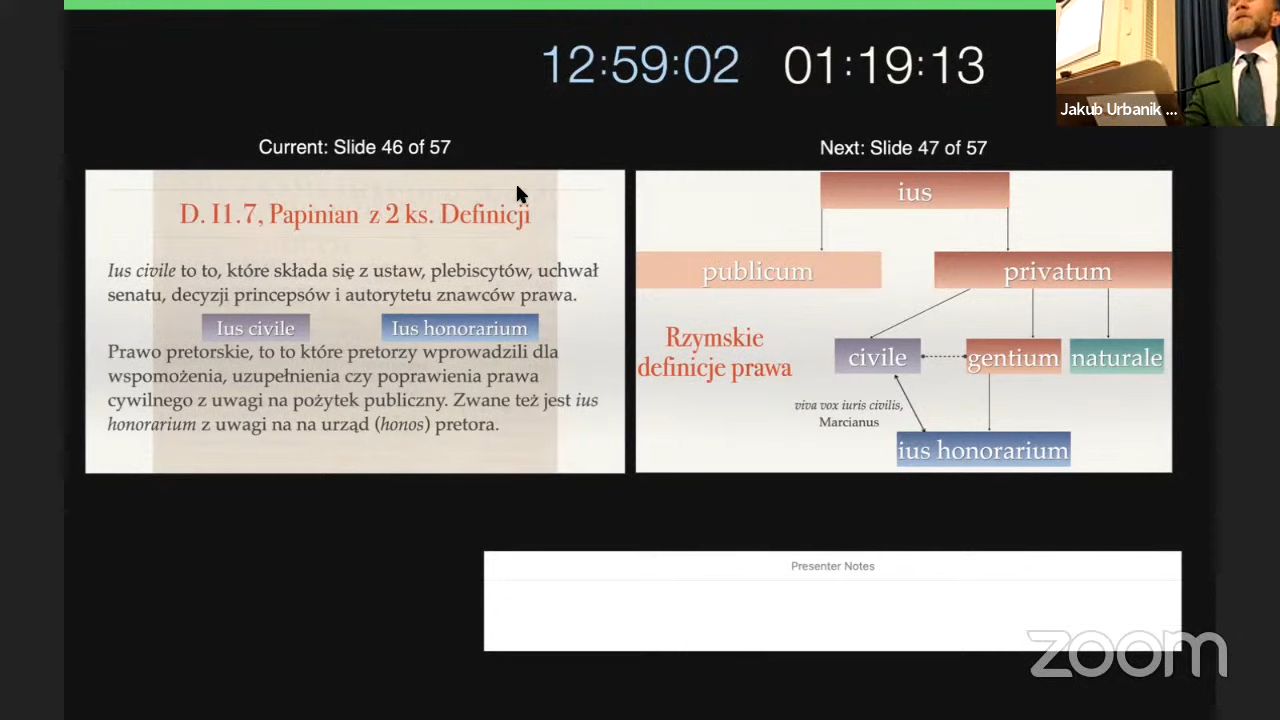 12:59:02 01:19:13
Jakub Urbanik ...
Current: Slide 46 of 57
D. I1.7, Papinian z 2 ks. Definicji
Ius civile to to, które składa się z ustaw, plebiscytów, uchwał
senatu, decyzji princepsów i autorytetu znawców prawa.
Ius civile Ius honorarium
Prawo pretorskie, to to które pretorzy wprowadzili dla
wspomożenia, uzupełnienia czy poprawienia prawa
cywilnego z uwagi na pożytek publiczny. Zwane też jest ius
honorarium z uwagi na na urząd (honos) pretora.
Next: Slide 47 of 57
ius
publicum privatum
Rzymskie
definicje prawa
civile gentium naturale
viva vox iuris civilis,
Marcianus
ius honorarium
Presenter Notes
zoom